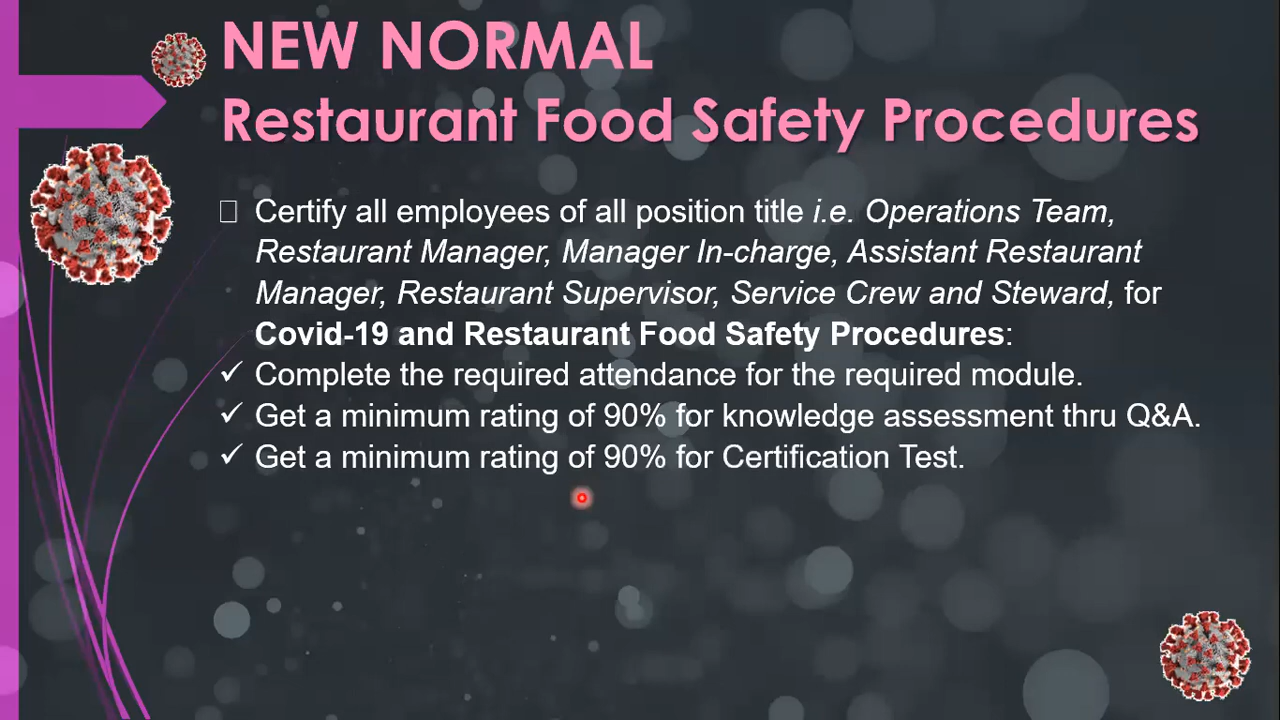 NEW NORMAL
Restaurant Food Safety Procedures
Certify all employees of all position title i.e. Operations Team,
Restaurant Manager, Manager In-charge, Assistant Restaurant
Manager, Restaurant Supervisor, Service Crew and Steward, for
Covid-19 and Restaurant Food Safety Procedures:
✓ Complete the required attendance for the required module.
✓ Get a minimum rating of 90% for knowledge assessment thru Q&A.
✓ Get a minimum rating of 90% for Certification Test.